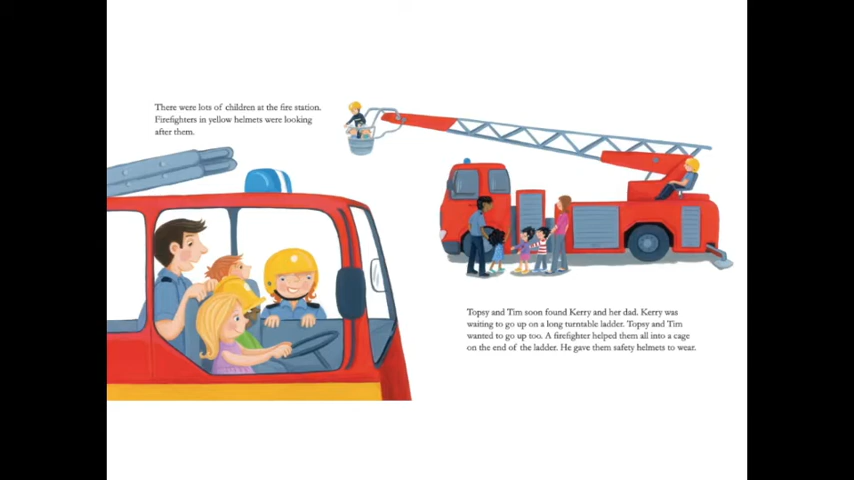 There were lots of children at the fire station.
Firefighters in yellow helmets were looking
after them.
Topsy and Tim soon found Kerry and her dad. Kerry was
waiting to go up on a long turntable ladder. Topsy and Tim
wanted to go up too. A firefighter helped them all into a cage
on the end of the ladder. He gave them safety helmets to wear.